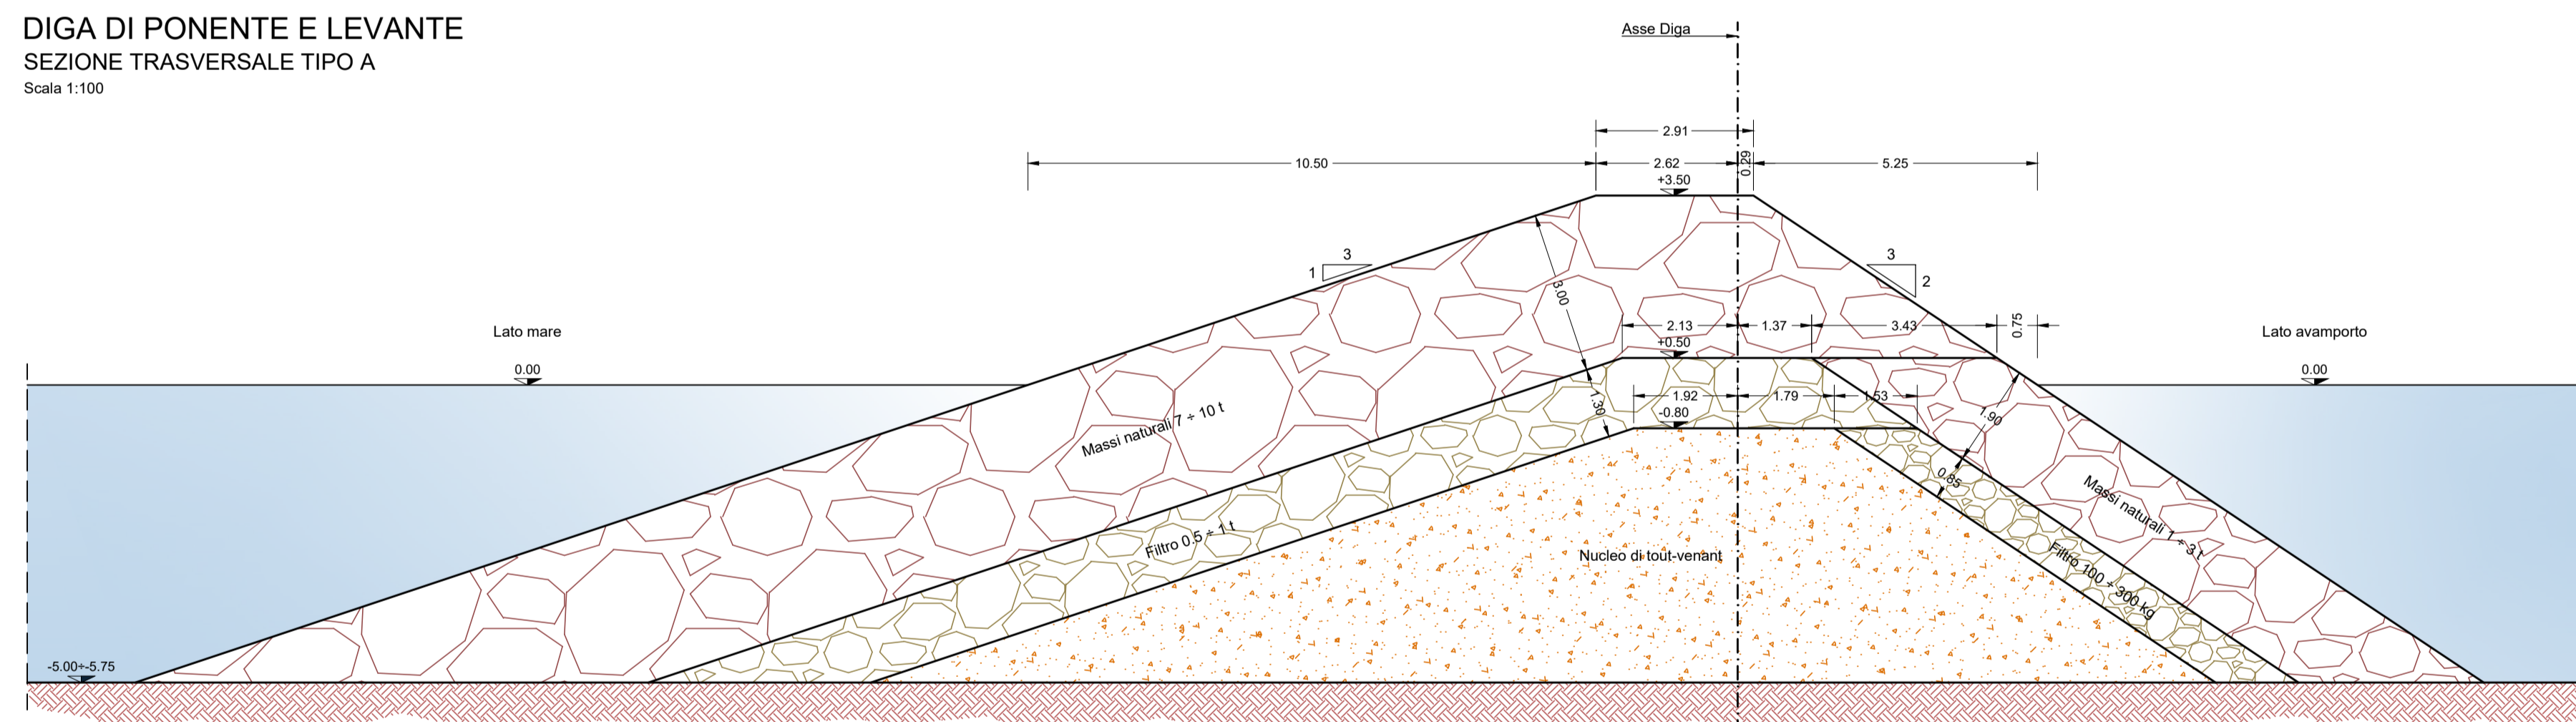 DIGA DI PONENTE E LEVANTE
SEZIONE TRASVERSALE TIPO A
Scala 1:100
Asse Diga
2.91
10.50
2.62
0.29
5.25
+3.50
3
1
3
2
3.00
Lato mare
Lato avamporto
2.13
1.37
3.43
0.75
+0.50
0.00
0.00
1.92
1.79
1.53
-0.80
1.30
1.90
0.85
Massi naturali 7 ÷ 10 t
Filtro 0.5 ÷ 1 t
Nucleo di tout-venant
Massi naturali 1 ÷ 3 t
Filtro 100 ÷ 300 kg
-5.00÷-5.75